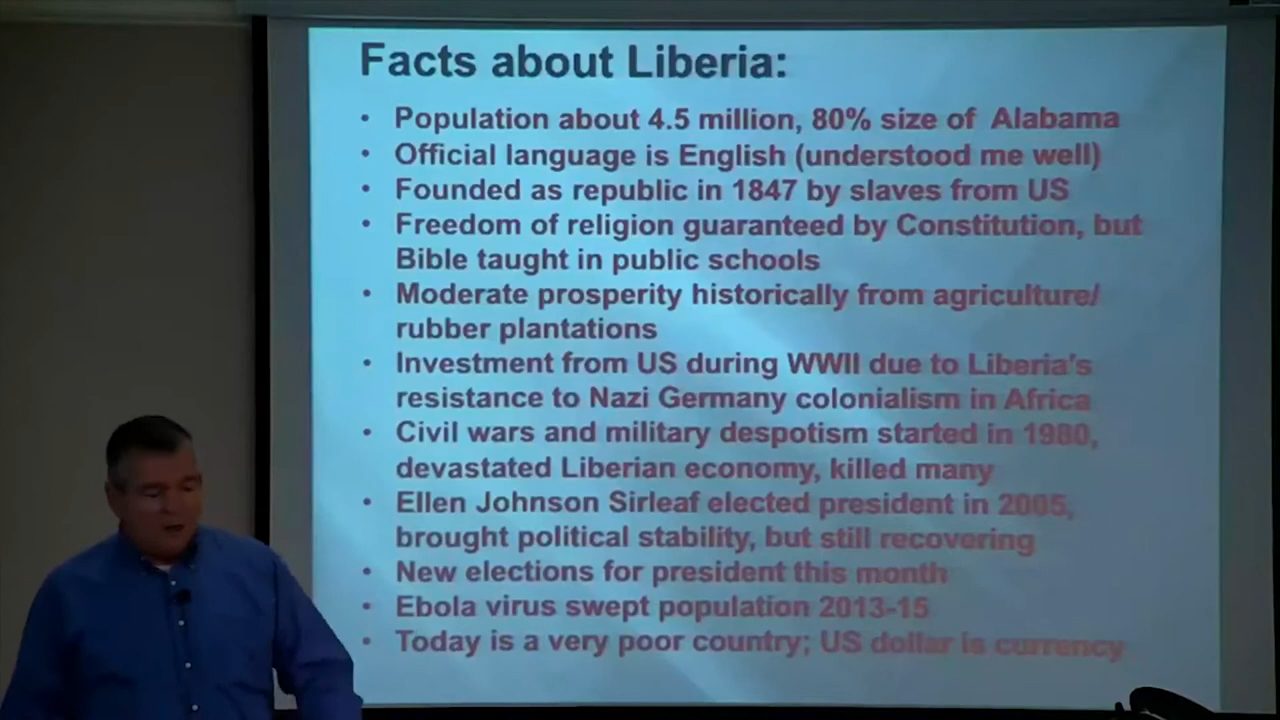 Facts about Liberia:
• Population about 4.5 million, 80% size of Alabama
• Official language is English (understood me well)
• Founded as republic in 1847 by slaves from US
• Freedom of religion guaranteed by Constitution, but
Bible taught in public schools
• Moderate prosperity historically from agriculture/
rubber plantations
• Investment from US during WWII due to Liberia's
resistance to Nazi Germany colonialism in Africa
• Civil wars and military despotism started in 1980,
devastated Liberian economy, killed many
• Ellen Johnson Sirleaf elected president in 2005,
brought political stability, but still recovering
• New elections for president this month
• Ebola virus swept population 2013-15
• Today is a very poor country; US dollar is currency